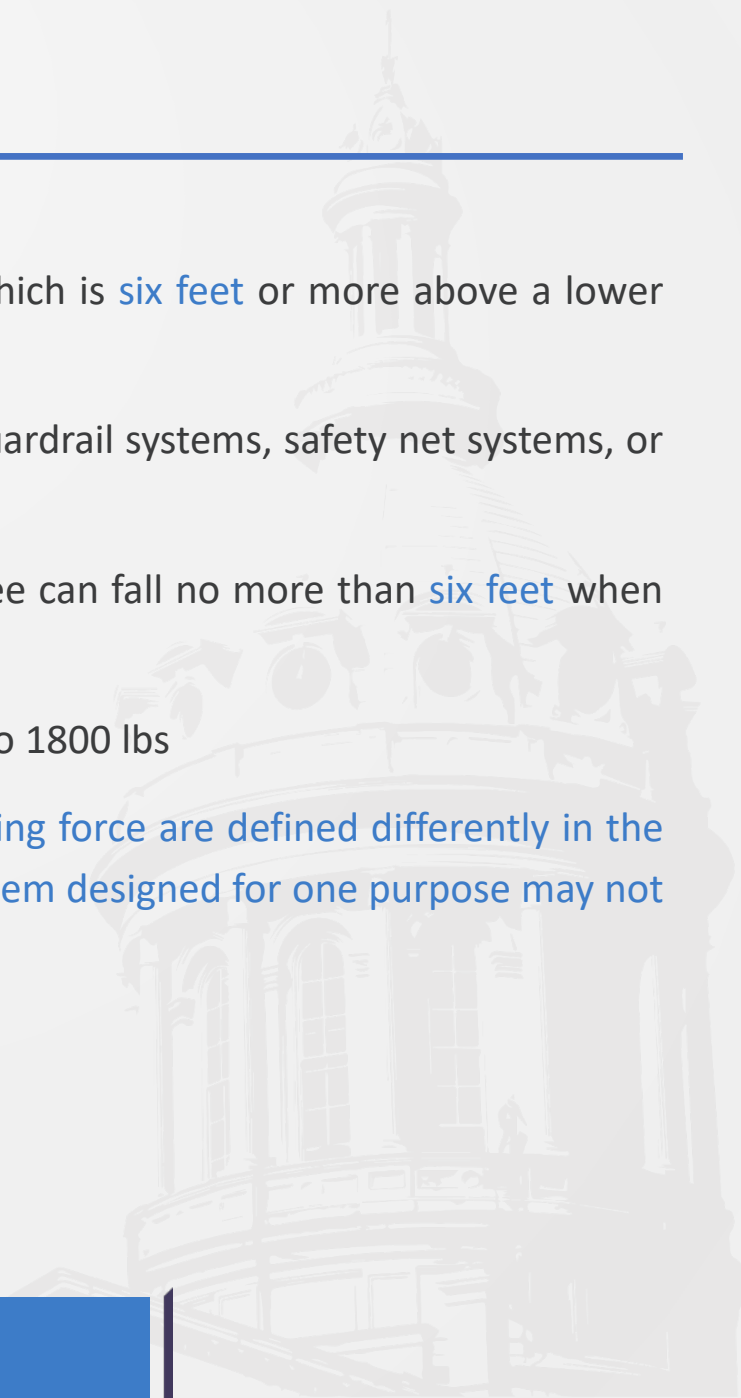 hich is six feet or more above a lower
ardrail systems, safety net systems, or
ee can fall no more than six feet when
o 1800 lbs
ing force are defined differently in the
em designed for one purpose may not